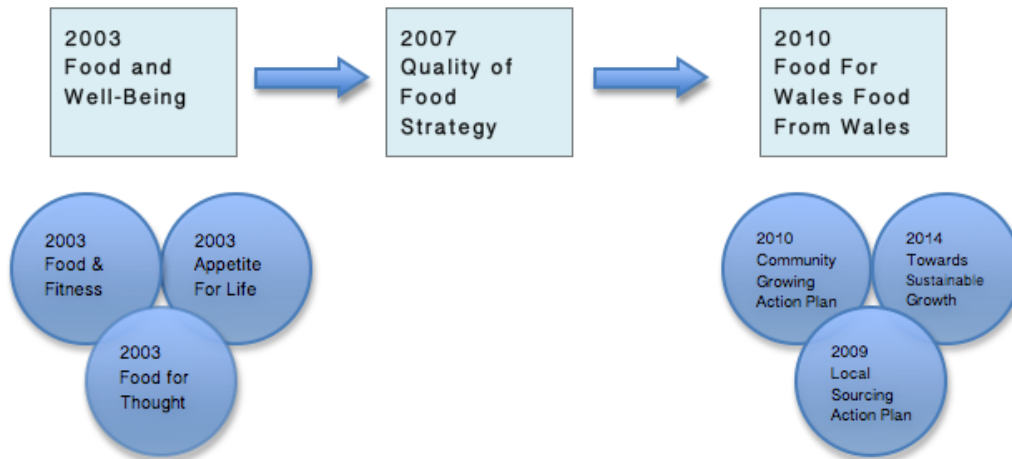 2003
Food and
Well-Being
2007
Quality of
Food
Strategy
2010
Food For
Wales Food
From Wales
2003
Food &
Fitness
2003
Appetite
For Life
2003
Food for
Thought
2010
Community
Growing
Action Plan
2014
Towards
Sustainable
Growth
2009
Local
Sourcing
Action Plan